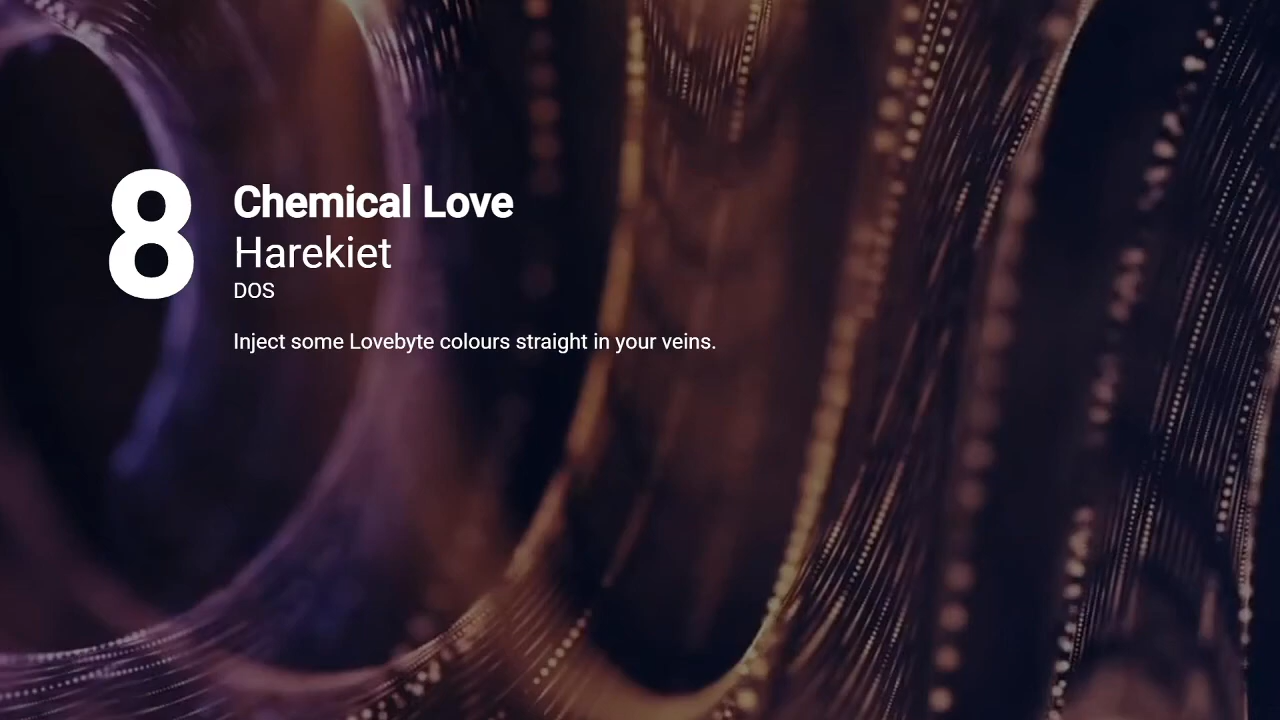 8
Chemical Love
Harekiet
DOS
Inject some Lovebyte colours straight in your veins.